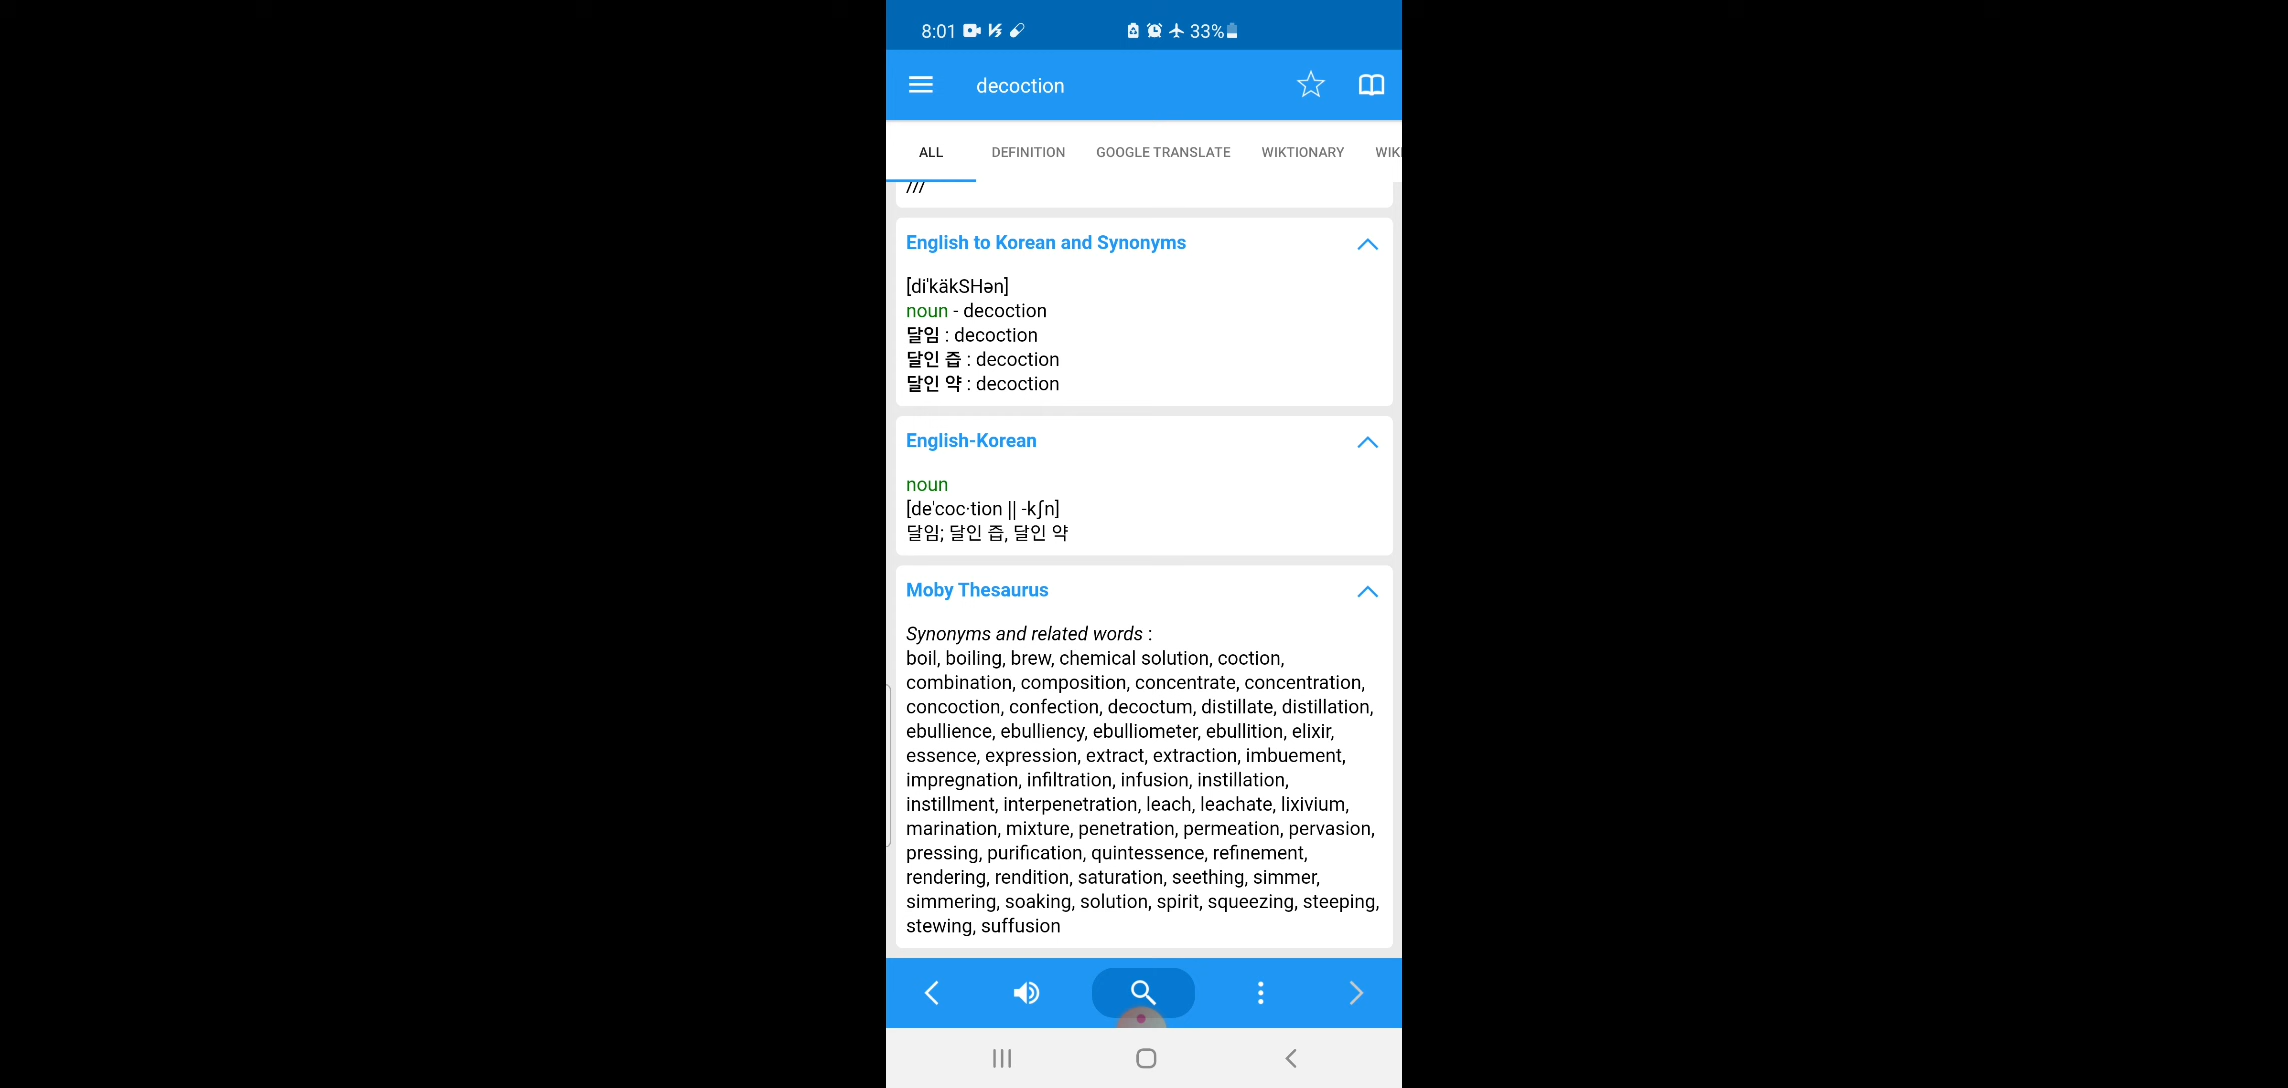 8:01 33%
decoction
ALL DEFINITION GOOGLE TRANSLATE WIKTIONARY WIKI
///
English to Korean and Synonyms
[diˈkäkSHən]
noun - decoction
달임 : decoction
달인 즙 : decoction
달인 약 : decoction
English-Korean
noun
[deˈcoc·tion || -kʃn]
달임; 달인 즙, 달인 약
Moby Thesaurus
Synonyms and related words :
boil, boiling, brew, chemical solution, coction,
combination, composition, concentrate, concentration,
concoction, confection, decoctum, distillate, distillation,
ebullience, ebulliency, ebulliometer, ebullition, elixir,
essence, expression, extract, extraction, imbuement,
impregnation, infiltration, infusion, instillation,
instillment, interpenetration, leach, leachate, lixivium,
marination, mixture, penetration, permeation, pervasion,
pressing, purification, quintessence, refinement,
rendering, rendition, saturation, seething, simmer,
simmering, soaking, solution, spirit, squeezing, steeping,
stewing, suffusion